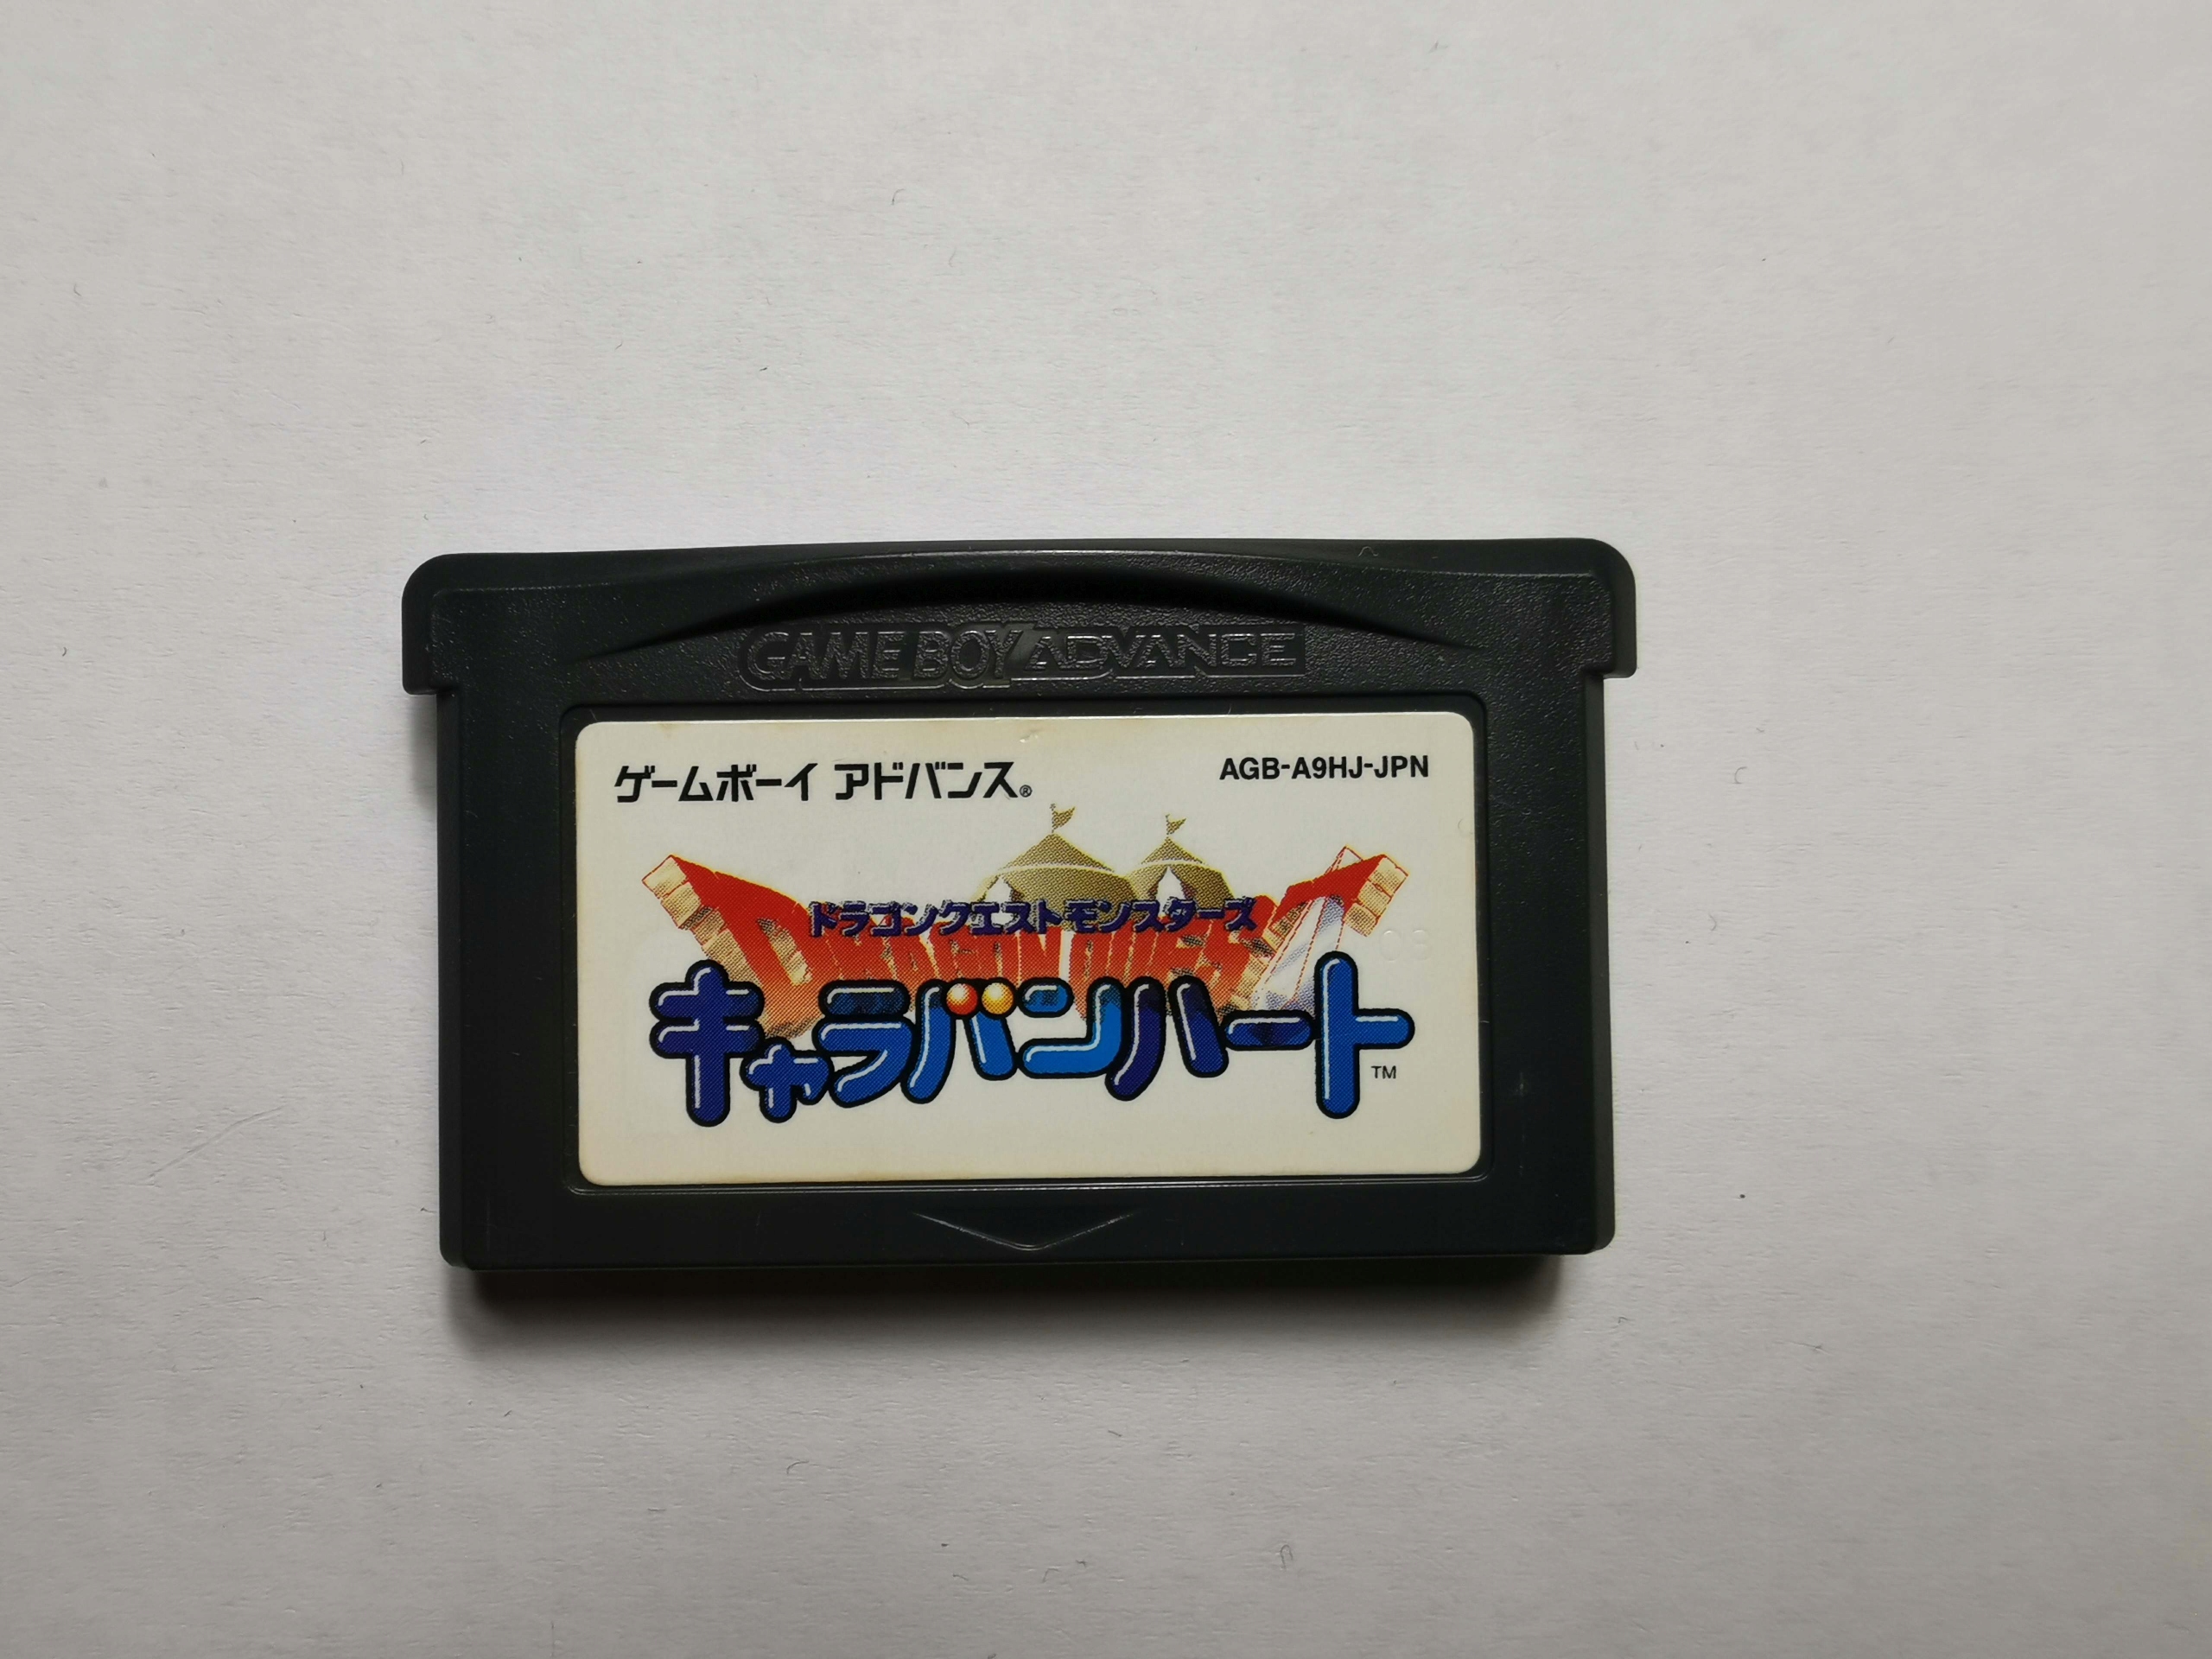 GAME BOY ADVANCE
ゲームボーイ アドバンス®
AGB-A9HJ-JPN
ドラゴンクエストモンスターズ
DRAGON QUEST
キャラバンハート
TM